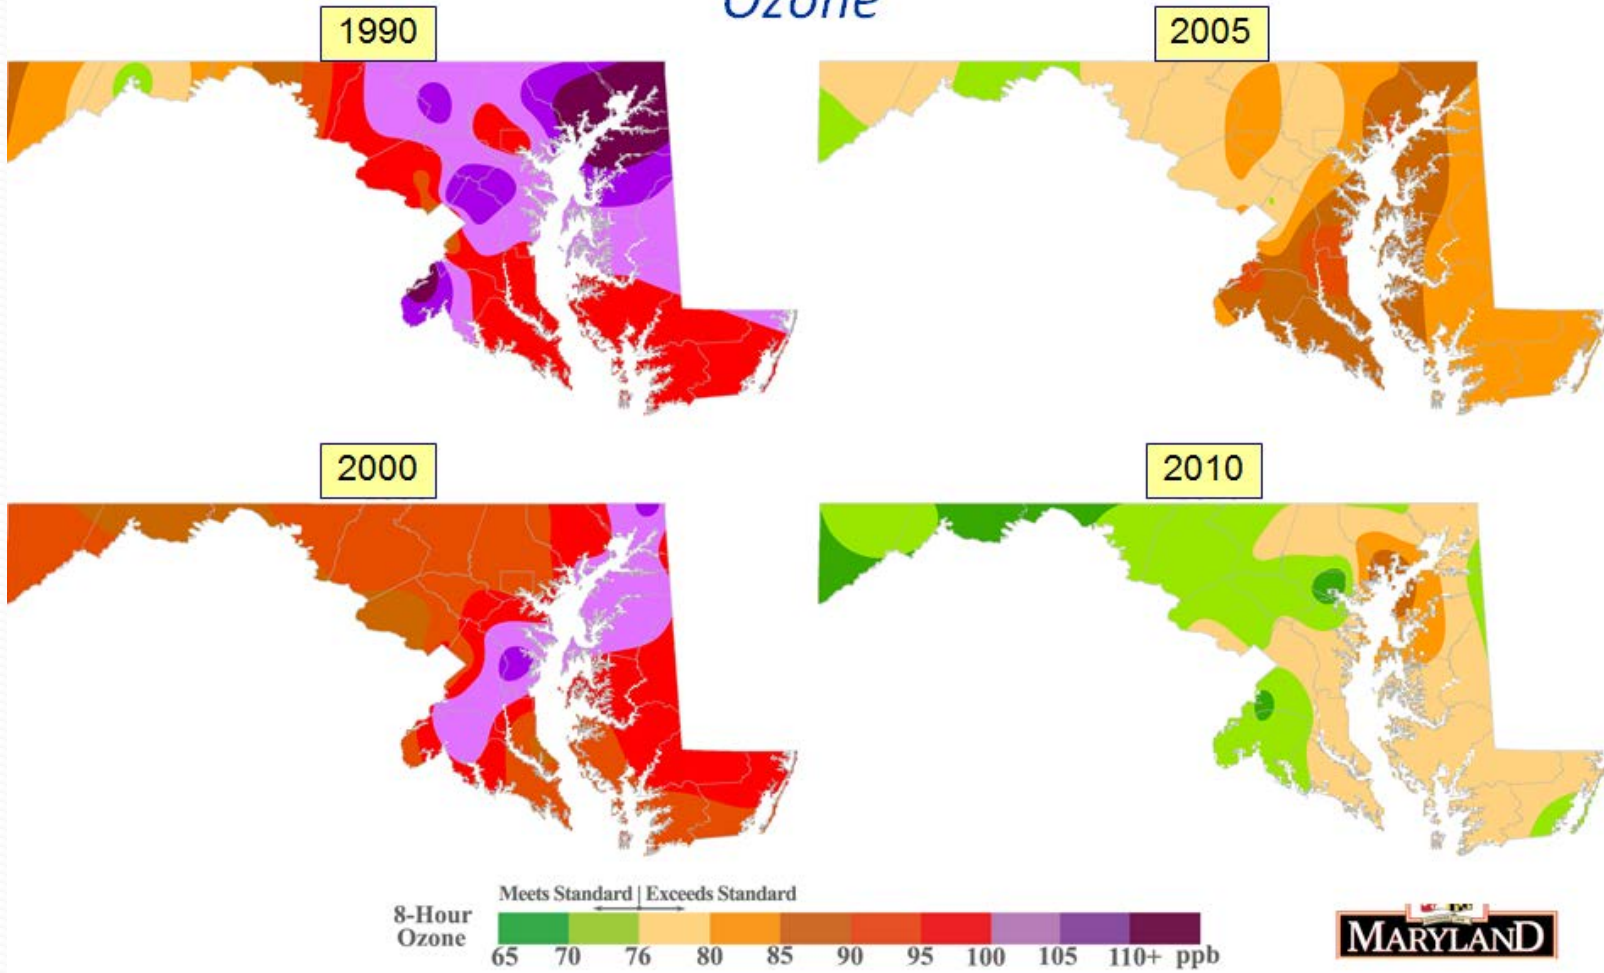 Ozone
1990
2005
2000
2010
Meets Standard | Exceeds Standard
8-Hour
Ozone
65 70 76 80 85 90 95 100 105 110+ ppb
MARYLAND